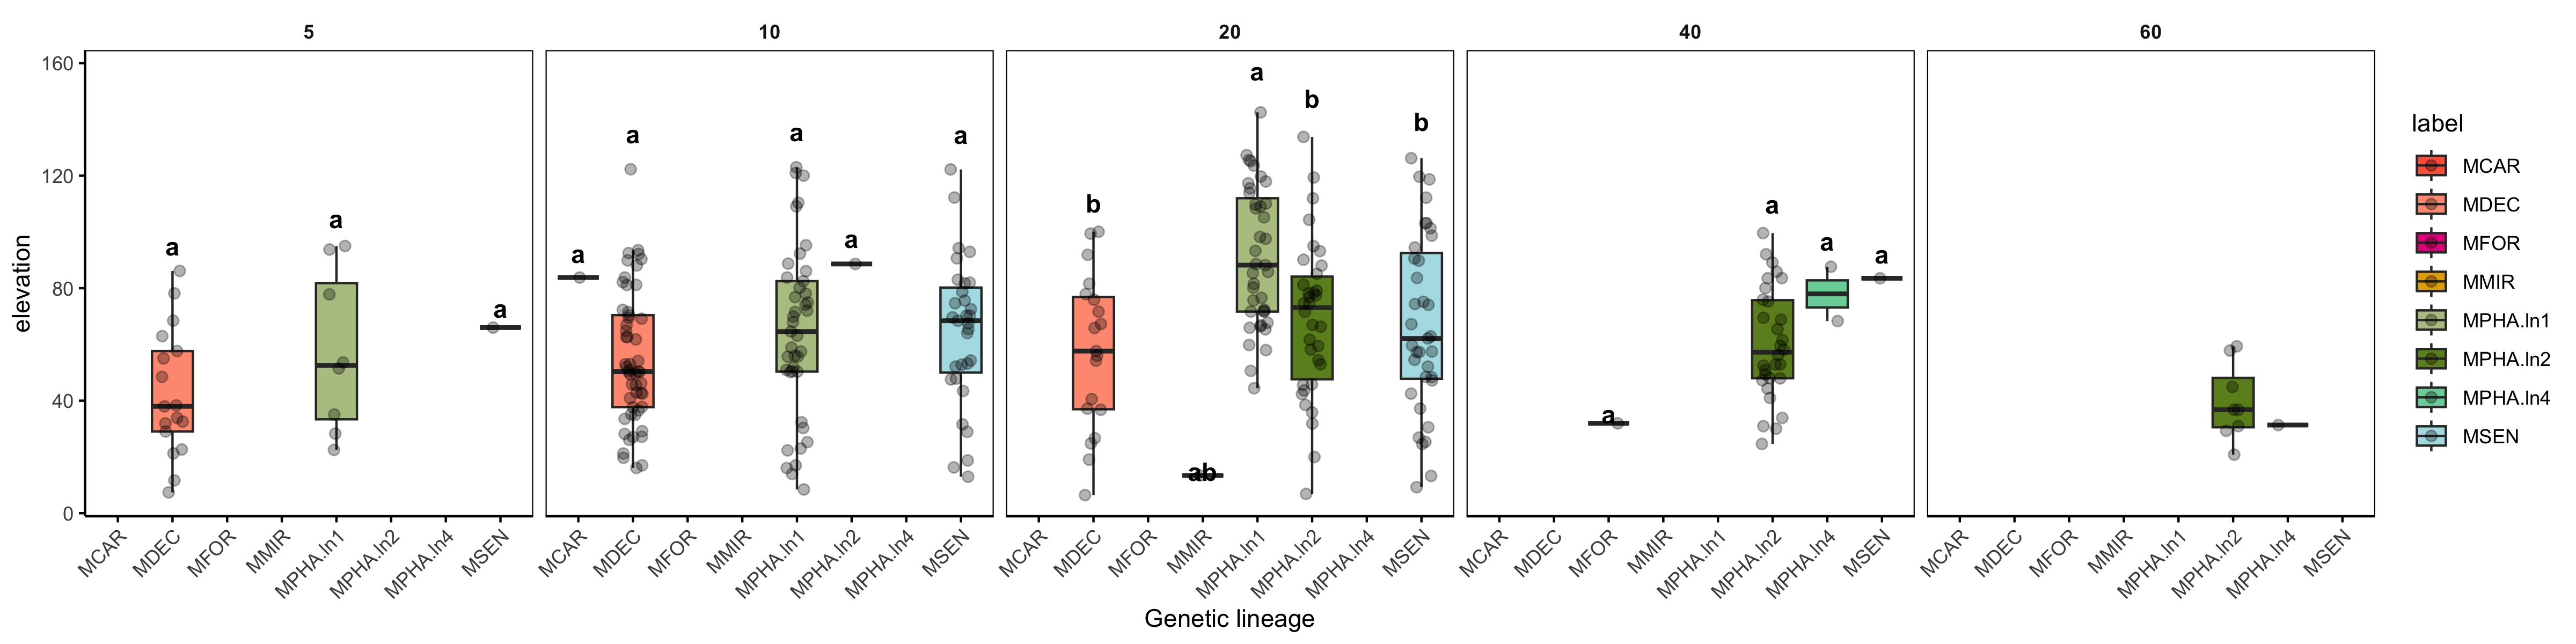 5 10 20 40 60
160
120
80
40
0
elevation
a a a
a a a a a
b ab a b b
a a a a
MCAR MDEC MFOR MMIR MPHA.ln1 MPHA.ln2 MPHA.ln4 MSEN
MCAR MDEC MFOR MMIR MPHA.ln1 MPHA.ln2 MPHA.ln4 MSEN
MCAR MDEC MFOR MMIR MPHA.ln1 MPHA.ln2 MPHA.ln4 MSEN
MCAR MDEC MFOR MMIR MPHA.ln1 MPHA.ln2 MPHA.ln4 MSEN
MCAR MDEC MFOR MMIR MPHA.ln1 MPHA.ln2 MPHA.ln4 MSEN
Genetic lineage
label
MCAR
MDEC
MFOR
MMIR
MPHA.ln1
MPHA.ln2
MPHA.ln4
MSEN